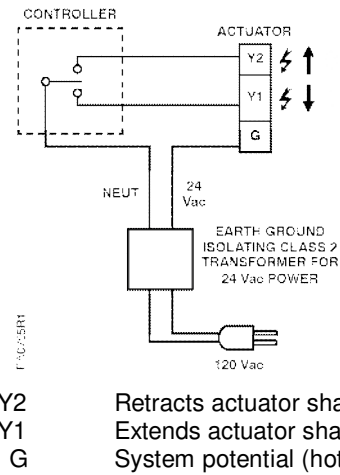 CONTROLLER
ACTUATOR
Y2
Y1
G
NEUT
24
Vac
EARTH GROUND
ISOLATING CLASS 2
TRANSFORMER FOR
24 Vac POWER
120 Vac
Y2 Retracts actuator sha
Y1 Extends actuator sha
G System potential (hot